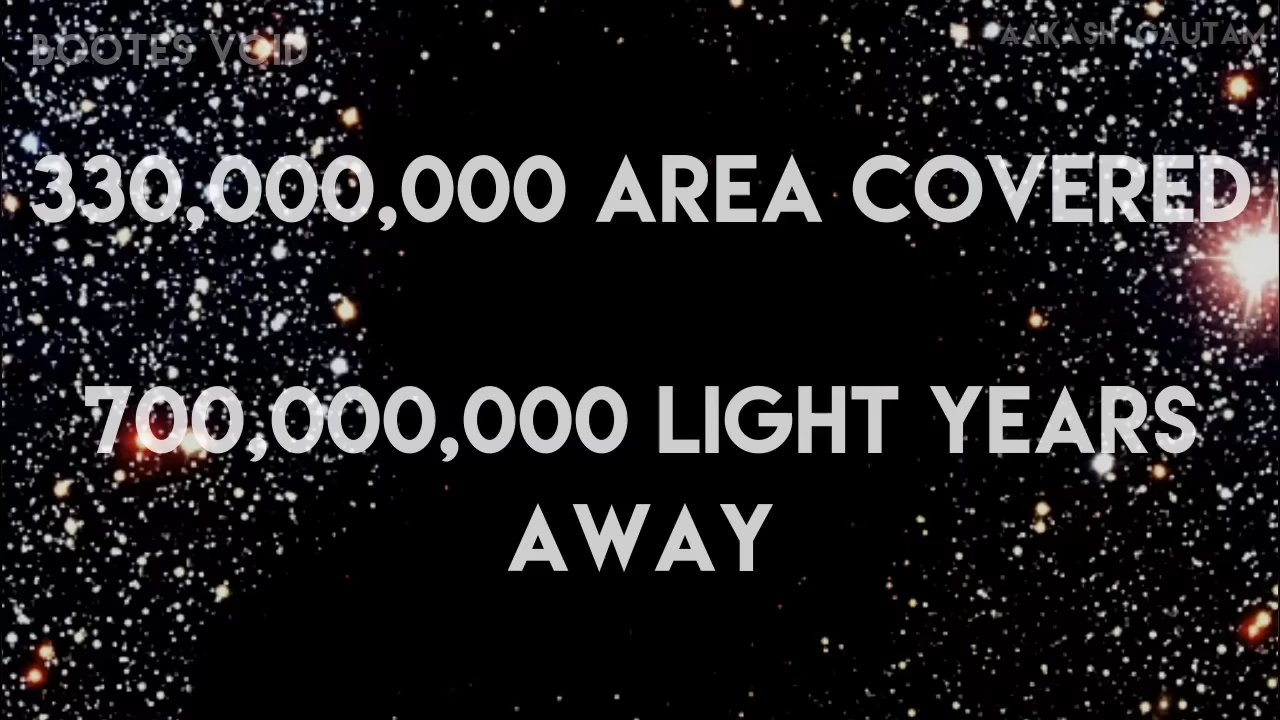 BOOTES VOID
AAKASH GAUTAM
330,000,000 AREA COVERED
700,000,000 LIGHT YEARS
AWAY